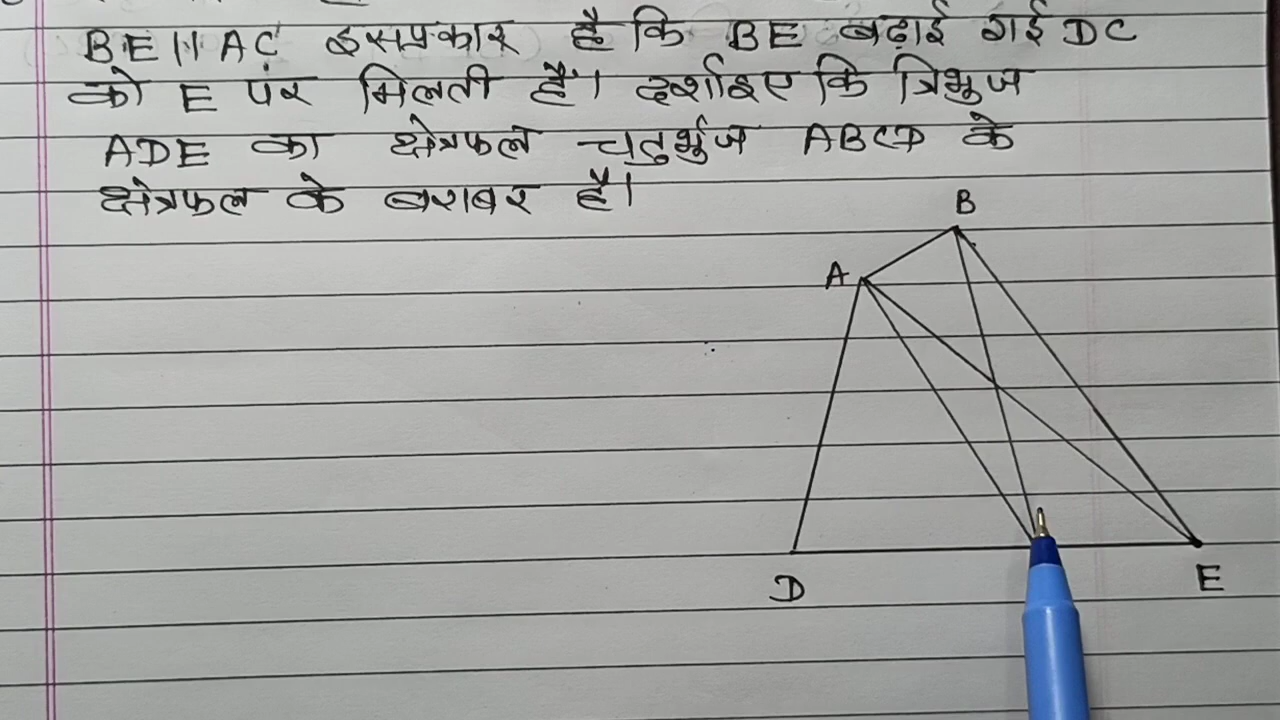 BE || AC इसप्रकार है कि BE बढ़ाई गई DC
को E पर मिलती है। दर्शाइए कि त्रिभुज
ADE का क्षेत्रफल चतुर्भुज ABCD के
क्षेत्रफल के बराबर है।
B
A
D
E